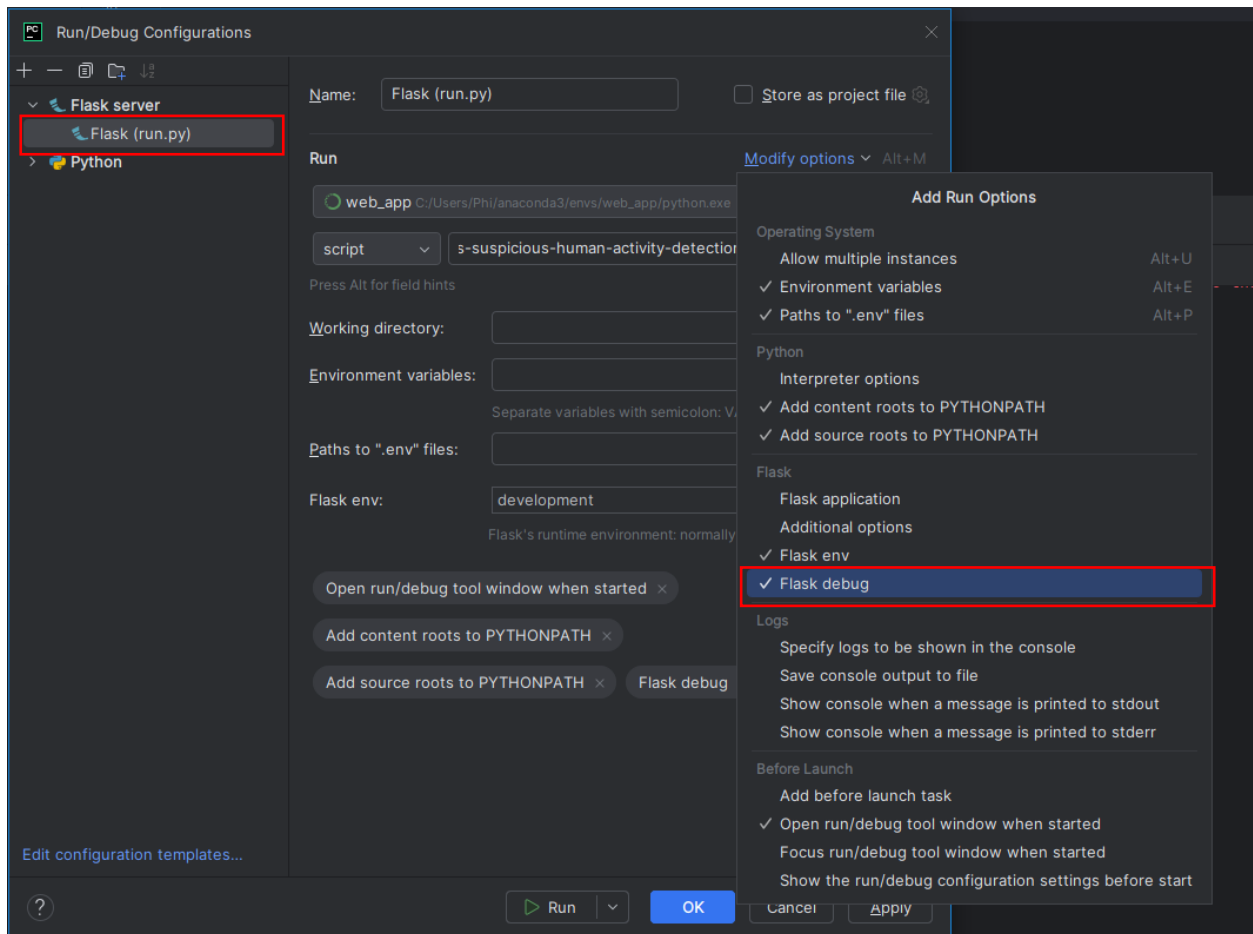 PC
Run/Debug Configurations
Flask server
Flask (run.py)
Python
Edit configuration templates...
Name:
Flask (run.py)
Store as project file
Run
Modify options
Alt+M
web_app C:/Users/Phi/anaconda3/envs/web_app/python.exe
script
s-suspicious-human-activity-detection
Press Alt for field hints
Working directory:
Environment variables:
Separate variables with semicolon:
Paths to ".env" files:
Flask env:
development
Flask's runtime environment: normally
Open run/debug tool window when started ×
Add content roots to PYTHONPATH ×
Add source roots to PYTHONPATH ×
Flask debug
Add Run Options
Operating System
Allow multiple instances Alt+U
Environment variables Alt+E
Paths to ".env" files Alt+P
Python
Interpreter options
Add content roots to PYTHONPATH
Add source roots to PYTHONPATH
Flask
Flask application
Additional options
Flask env
Flask debug
Logs
Specify logs to be shown in the console
Save console output to file
Show console when a message is printed to stdout
Show console when a message is printed to stderr
Before Launch
Add before launch task
Open run/debug tool window when started
Focus run/debug tool window when started
Show the run/debug configuration settings before start
?
Run
OK
Cancel
Apply